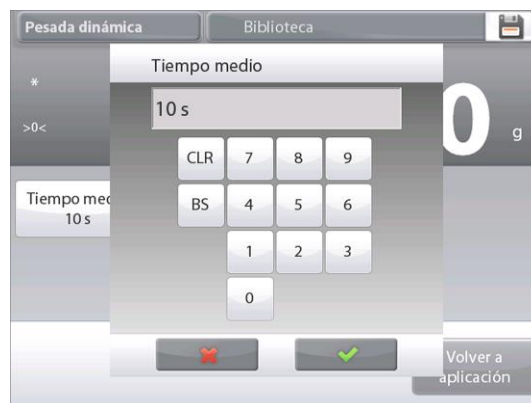 Pesada dinámica
Biblioteca
Tiempo medio
*
>0<
10 s
0
g
CLR 7 8 9
Tiempo med
10 s
BS 4 5 6
1 2 3
0
Volver a
aplicación